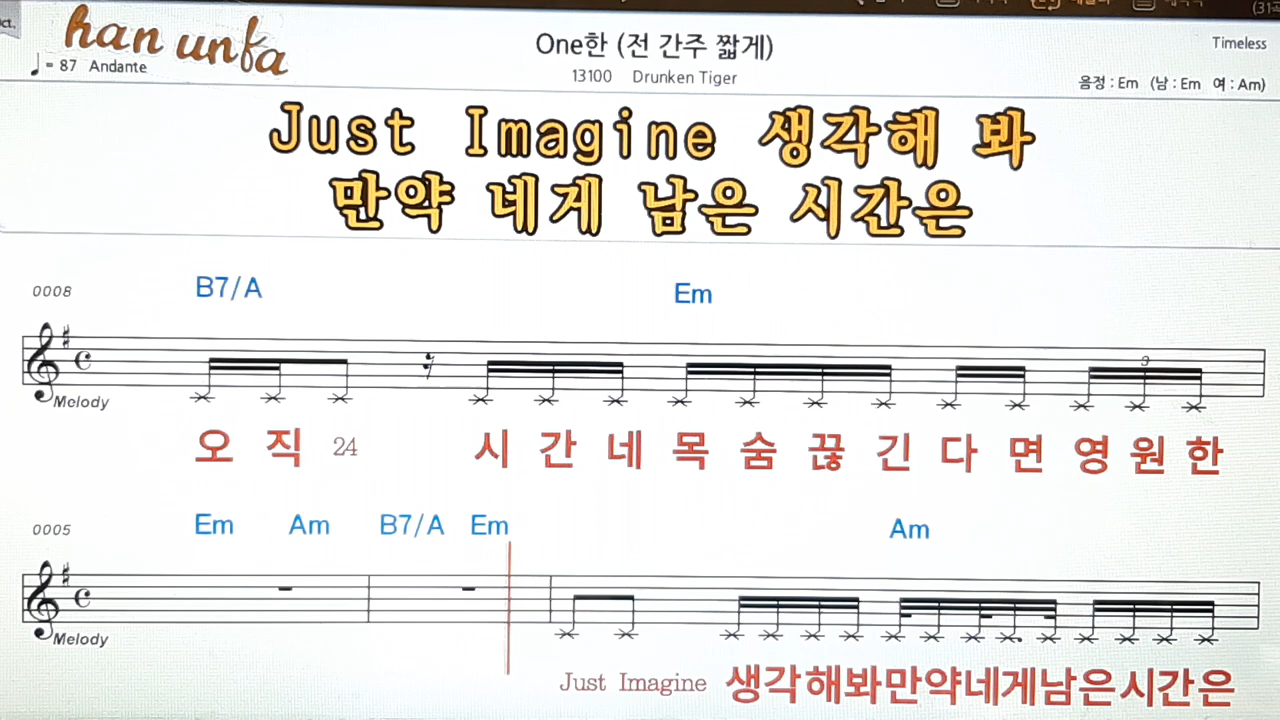 han unfa
♩= 87 Andante
One한 (전 간주 짧게)
13100 Drunken Tiger
Timeless
음정 : Em (남 : Em 여 : Am)
Just Imagine 생각해 봐
만약 네게 남은 시간은
0008 B7/A Em
3
Melody
오 직 24 시 간 네 목 숨 끊 긴 다 면 영 원 한
0005 Em Am B7/A Em Am
Melody
Just Imagine 생각해봐만약네게남은시간은